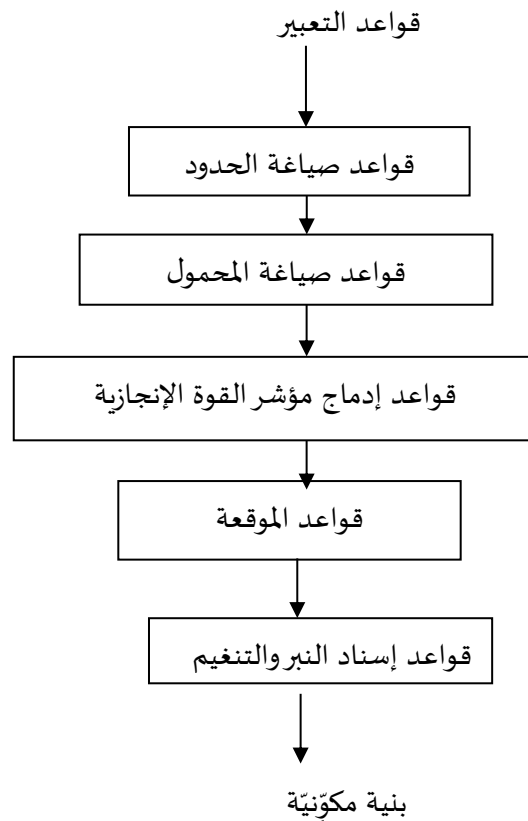 قواعد التعبير
قواعد صياغة الحدود
قواعد صياغة المحمول
قواعد إدماج مؤشر القوة الإنجازية
قواعد الموقعة
قواعد إسناد النبر والتنغيم
بنية مكوّنيّة